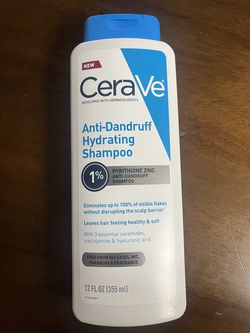 NEW
CeraVe
DEVELOPED WITH DERMATOLOGISTS
Anti-Dandruff
Hydrating
Shampoo
1%
PYRITHIONE ZINC
ANTI-DANDRUFF
SHAMPOO
Eliminates up to 100% of visible flakes
without disrupting the scalp barrier*
Leaves hair feeling healthy & soft
With 3 essential ceramides,
niacinamide & hyaluronic acid
FREE FROM SULFATES, MIT,
PARABENS & FRAGRANCE
12 FL OZ (355 ml)